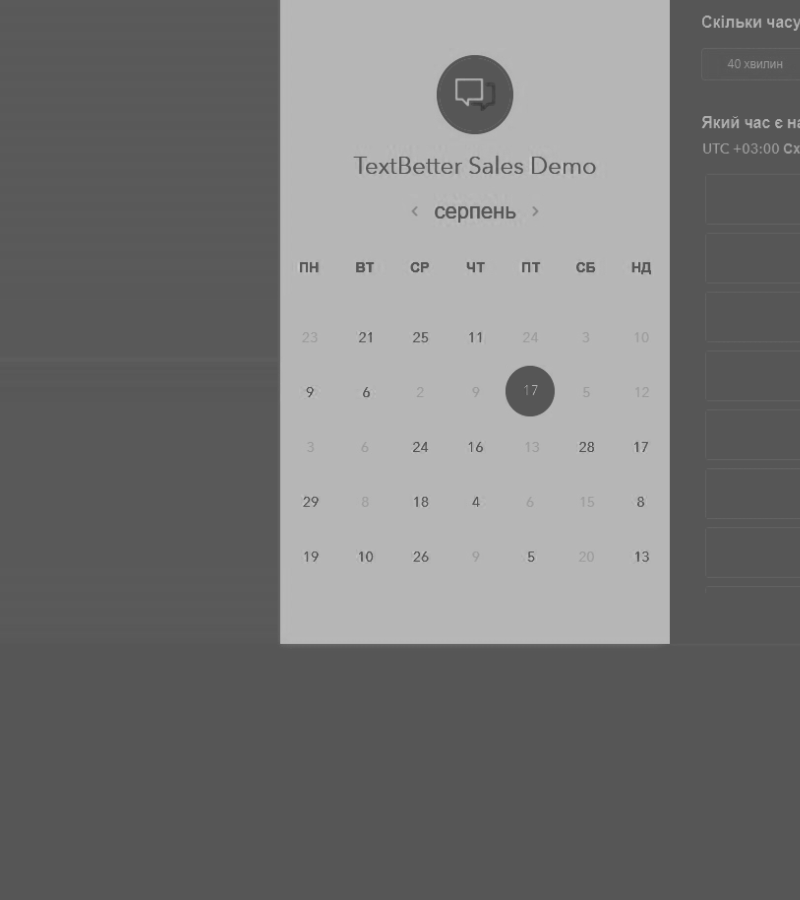 TextBetter Sales Demo
< серпень >
ПН ВТ СР ЧТ ПТ СБ НД
23 21 25 11 24 3 10
9 6 2 9 17 5 12
3 6 24 16 13 28 17
29 8 18 4 6 15 8
19 10 26 9 5 20 13
Скільки часу
40 хвилин
Який час є на
UTC +03:00 Сх